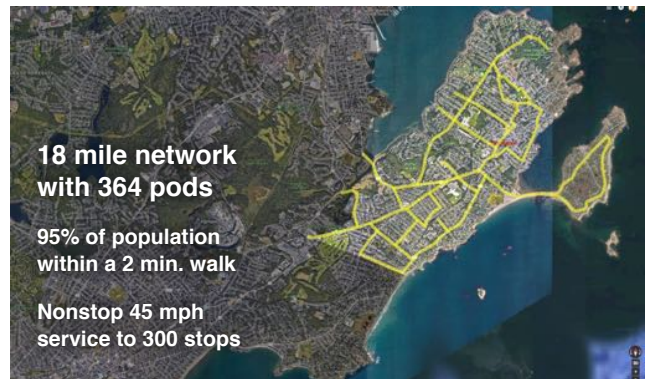 18 mile network
with 364 pods
95% of population
within a 2 min. walk
Nonstop 45 mph
service to 300 stops